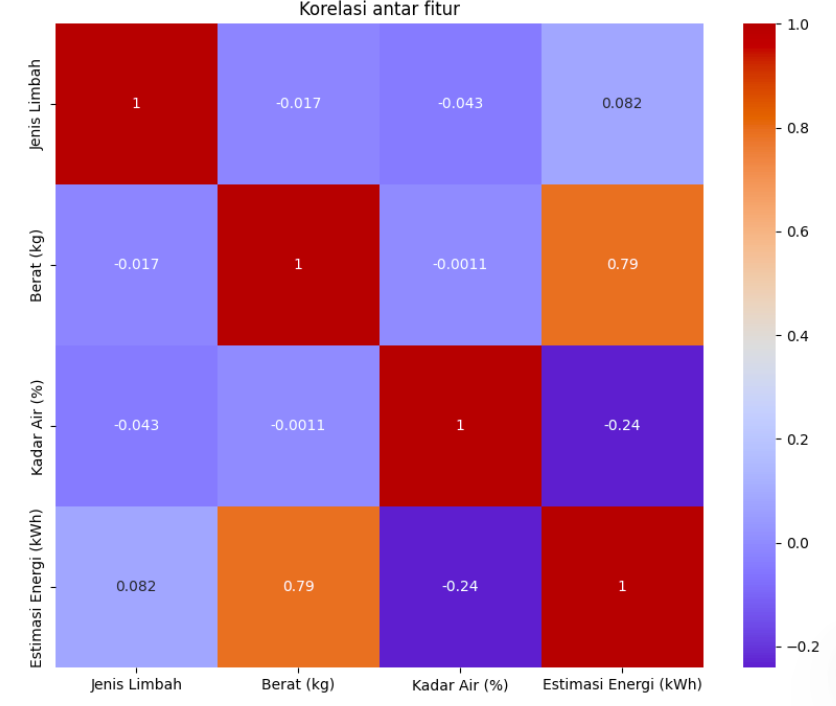 Korelasi antar fitur
Jenis Limbah
1 -0.017 -0.043 0.082
Berat (kg)
-0.017 1 -0.0011 0.79
Kadar Air (%)
-0.043 -0.0011 1 -0.24
Estimasi Energi (kWh)
0.082 0.79 -0.24 1
Jenis Limbah Berat (kg) Kadar Air (%) Estimasi Energi (kWh)
1.0
0.8
0.6
0.4
0.2
0.0
−0.2